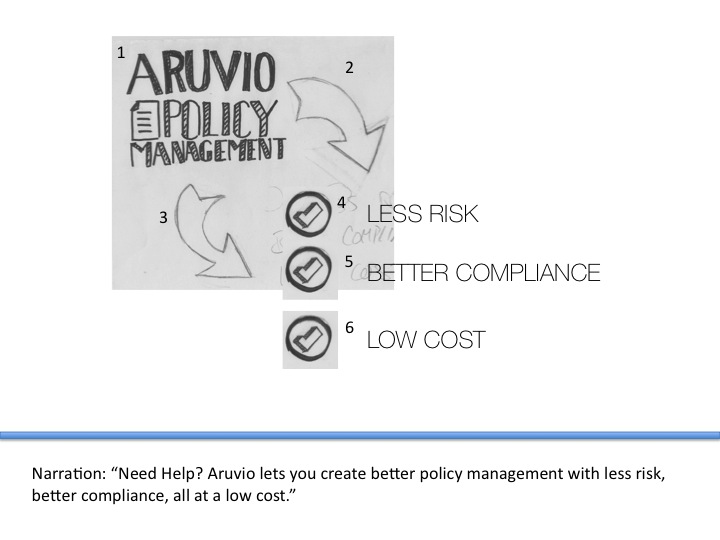 1
ARUVIO
2
POLICY
MANAGEMENT
3
4
LESS RISK
5
BETTER COMPLIANCE
6
LOW COST
Narration: “Need Help? Aruvio lets you create better policy management with less risk,
better compliance, all at a low cost.”